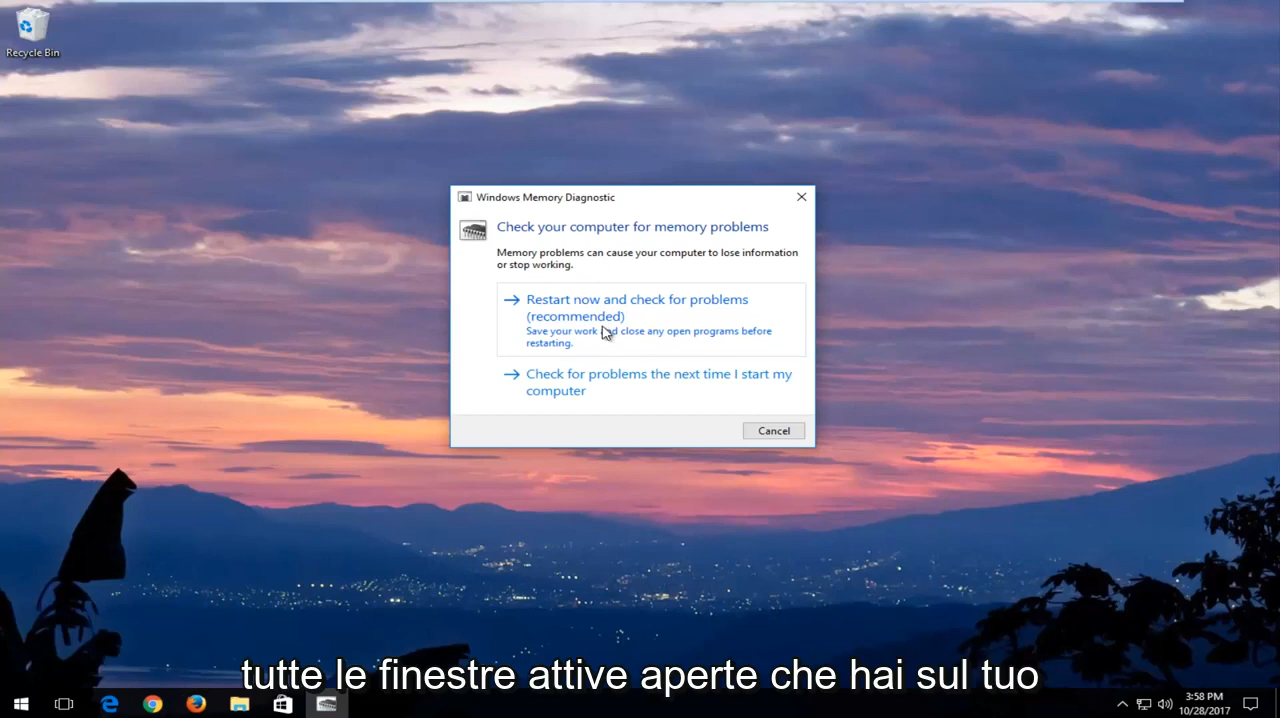 Recycle Bin
Windows Memory Diagnostic
Check your computer for memory problems
Memory problems can cause your computer to lose information
or stop working.
Restart now and check for problems
(recommended)
Save your work and close any open programs before
restarting.
Check for problems the next time I start my
computer
Cancel
tutte le finestre attive aperte che hai sul tuo
3:58 PM
10/28/2017